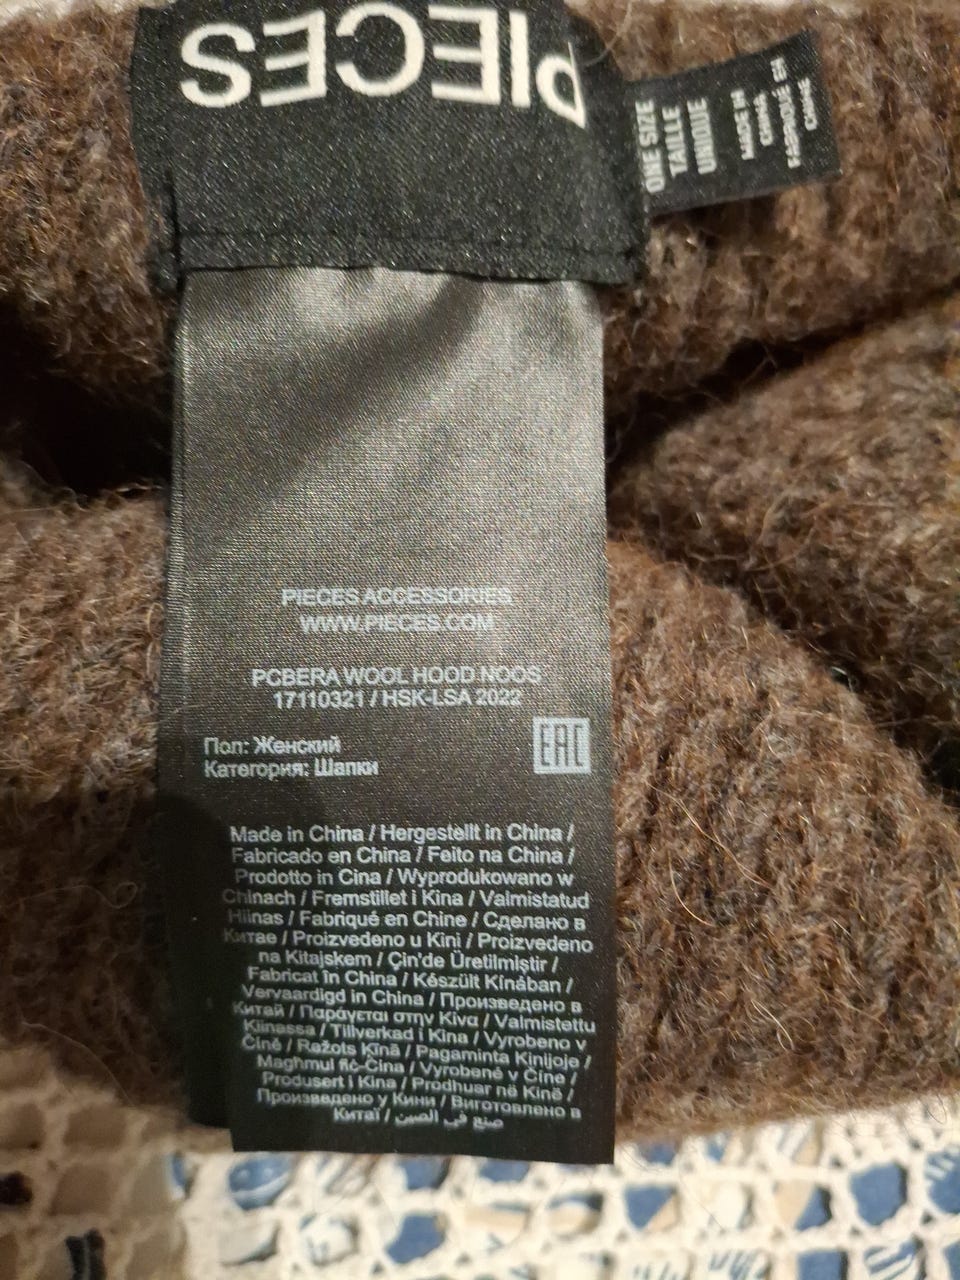 PIECES
ONE SIZE
TAILLE
UNIQUE
MADE IN
CHINA
FABRIQUÉ EN
CHINE
PIECES ACCESSORIES
WWW.PIECES.COM
PCBERA WOOL HOOD NOOS
17110321 / HSK-LSA 2022
Пол: Женский
Категория: Шапки
EAC
Made in China / Hergestellt in China /
Fabricado en China / Feito na China /
Prodotto in Cina / Wyprodukowano w
Chinach / Fremstillet i Kina / Valmistatud
Hiinas / Fabriqué en Chine / Сделано в
Китае / Proizvedeno u Kini / Proizvedeno
na Kitajskem / Çin'de Üretilmiştir /
Fabricat în China / Készült Kínában /
Vervaardigd in China / Произведено в
Китай / Παράγεται στην Κίνα / Valmistettu
Kiinassa / Tillverkad i Kina / Vyrobeno v
Číně / Ražots Ķīnā / Pagaminta Kinijoje /
Maghmul fiċ-Ċina / Vyrobené v Číne /
Produsert i Kina / Prodhuar në Kinë /
Произведено у Кини / Виготовлено в
Китаї / صنع في الصين